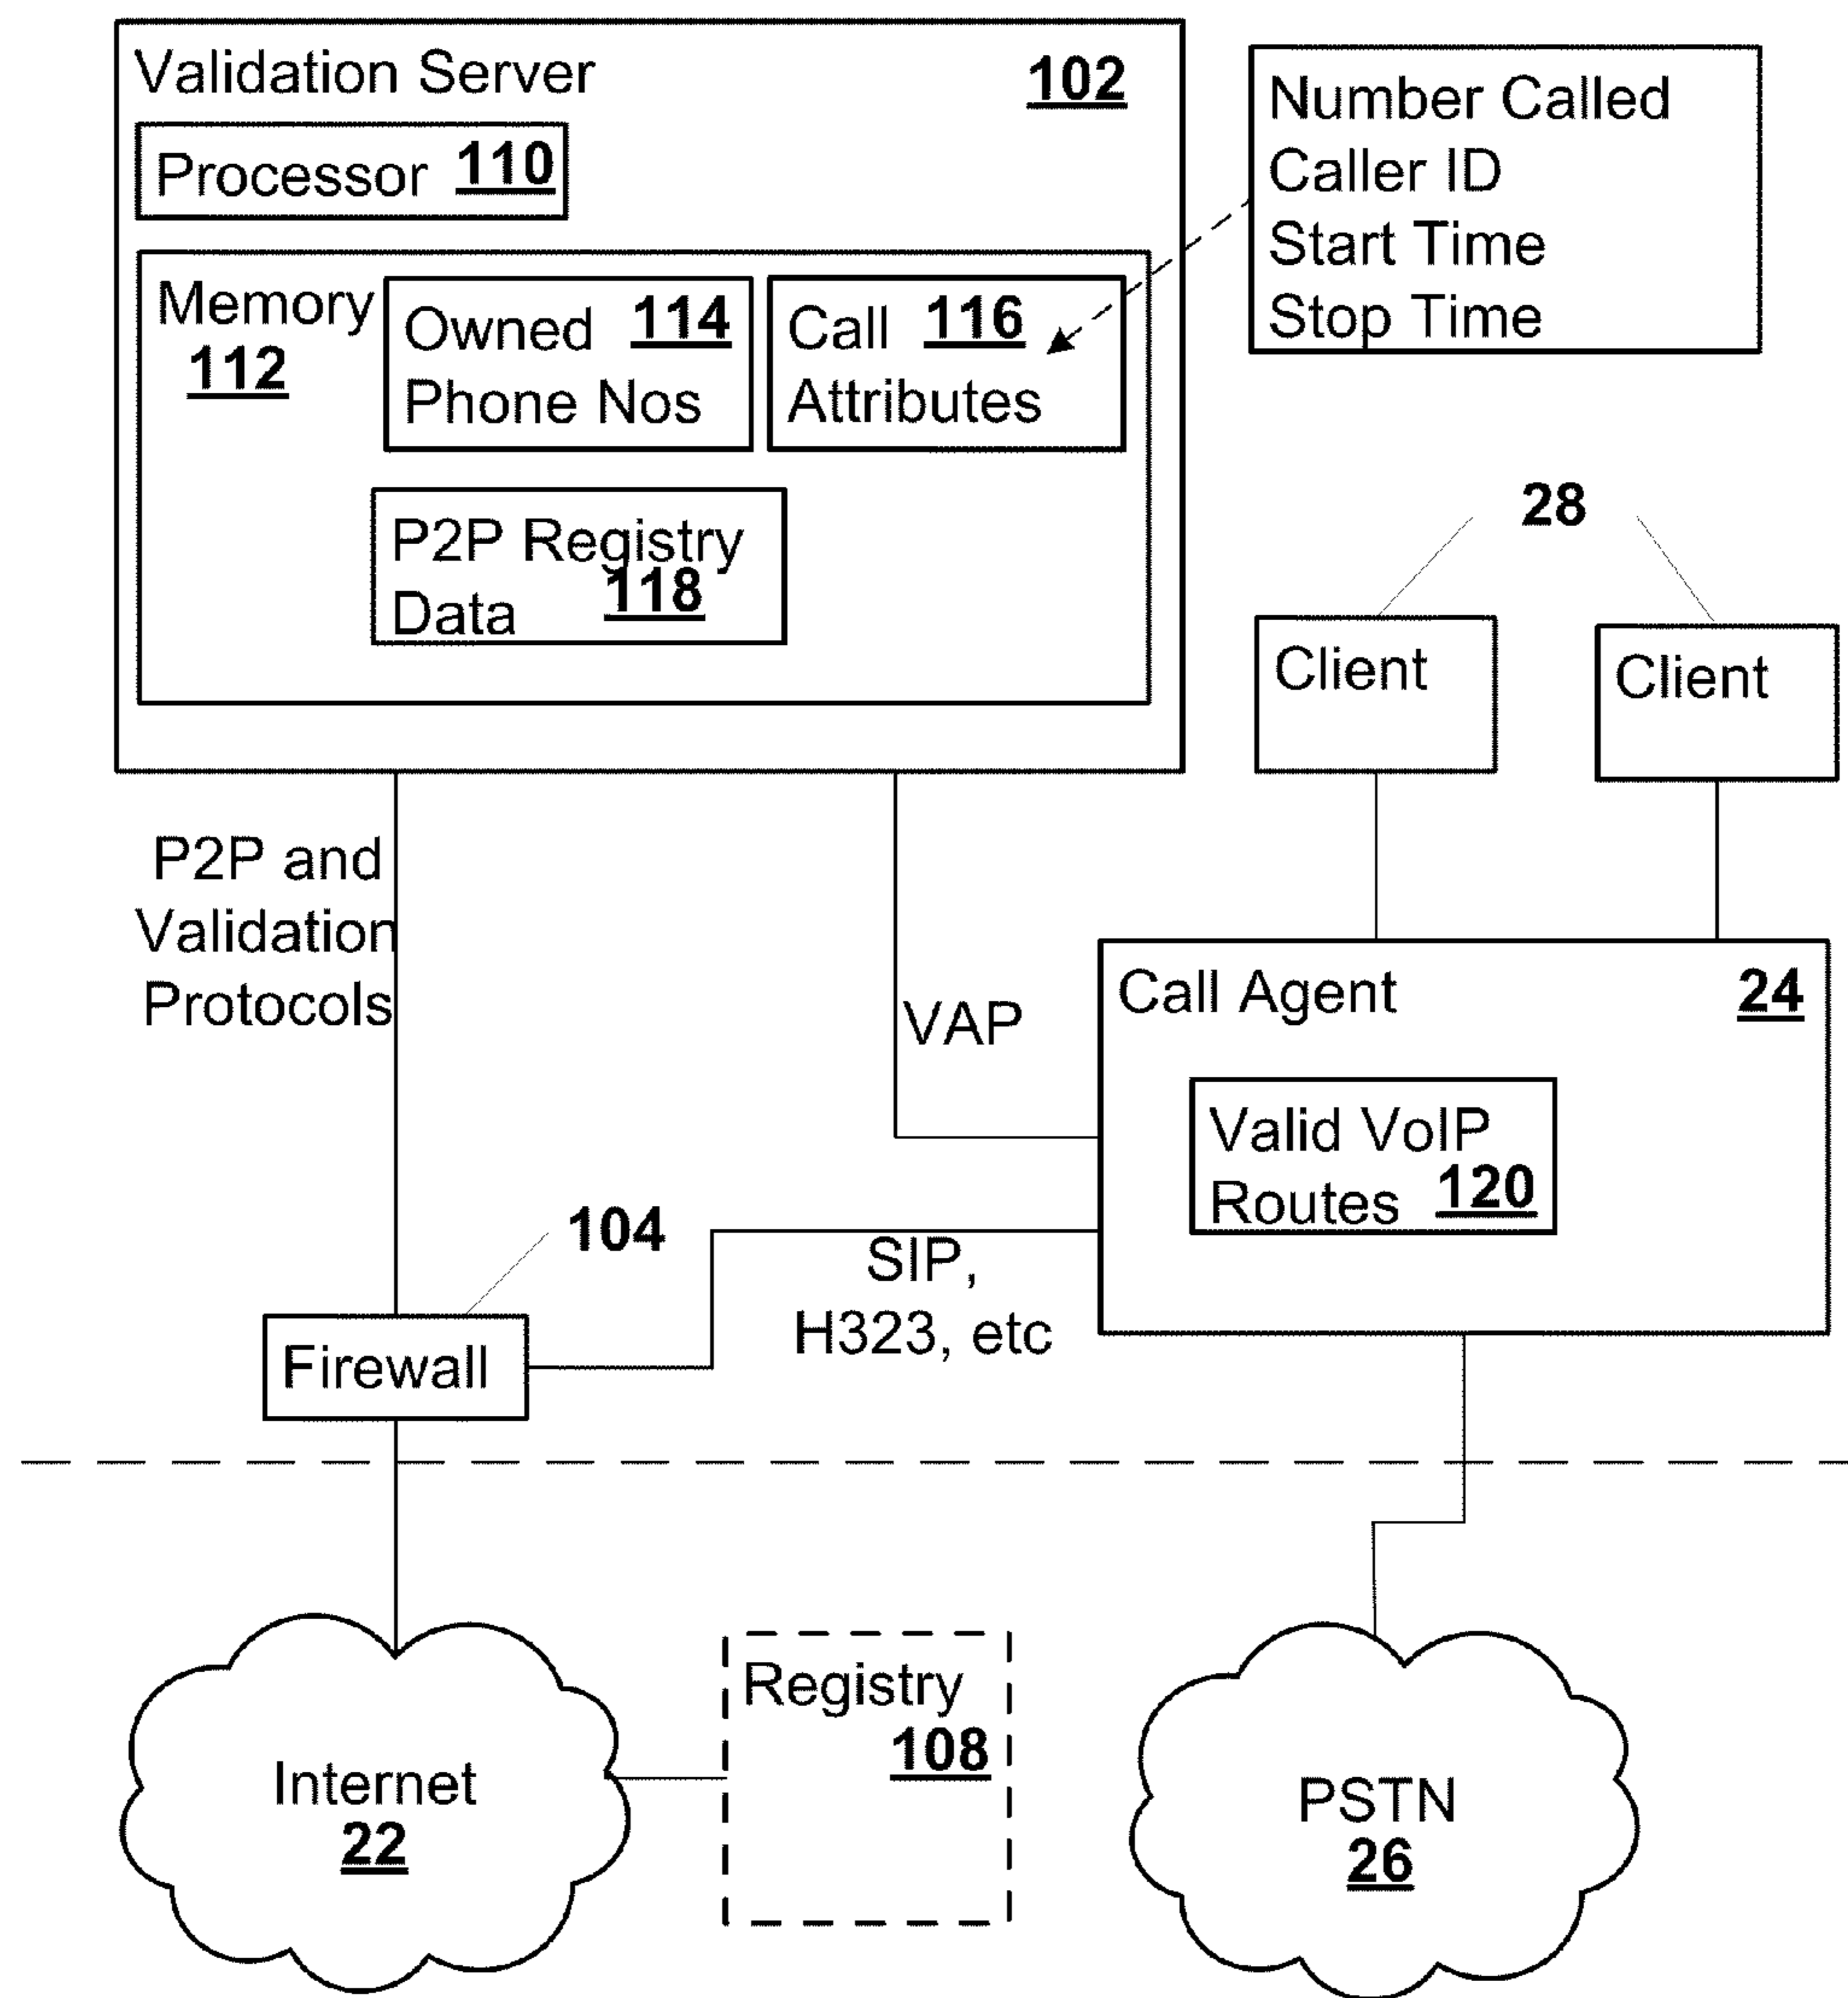 Validation Server 102
Processor 110
Memory
112
Owned 114
Phone Nos
Call 116
Attributes
P2P Registry
118
Data
Number Called
Caller ID
Start Time
Stop Time
28
Client
Client
P2P and
Validation
Protocols
VAP
Call Agent 24
Valid VoIP
Routes 120
104
SIP,
H323, etc
Firewall
Internet
22
Registry
108
PSTN
26